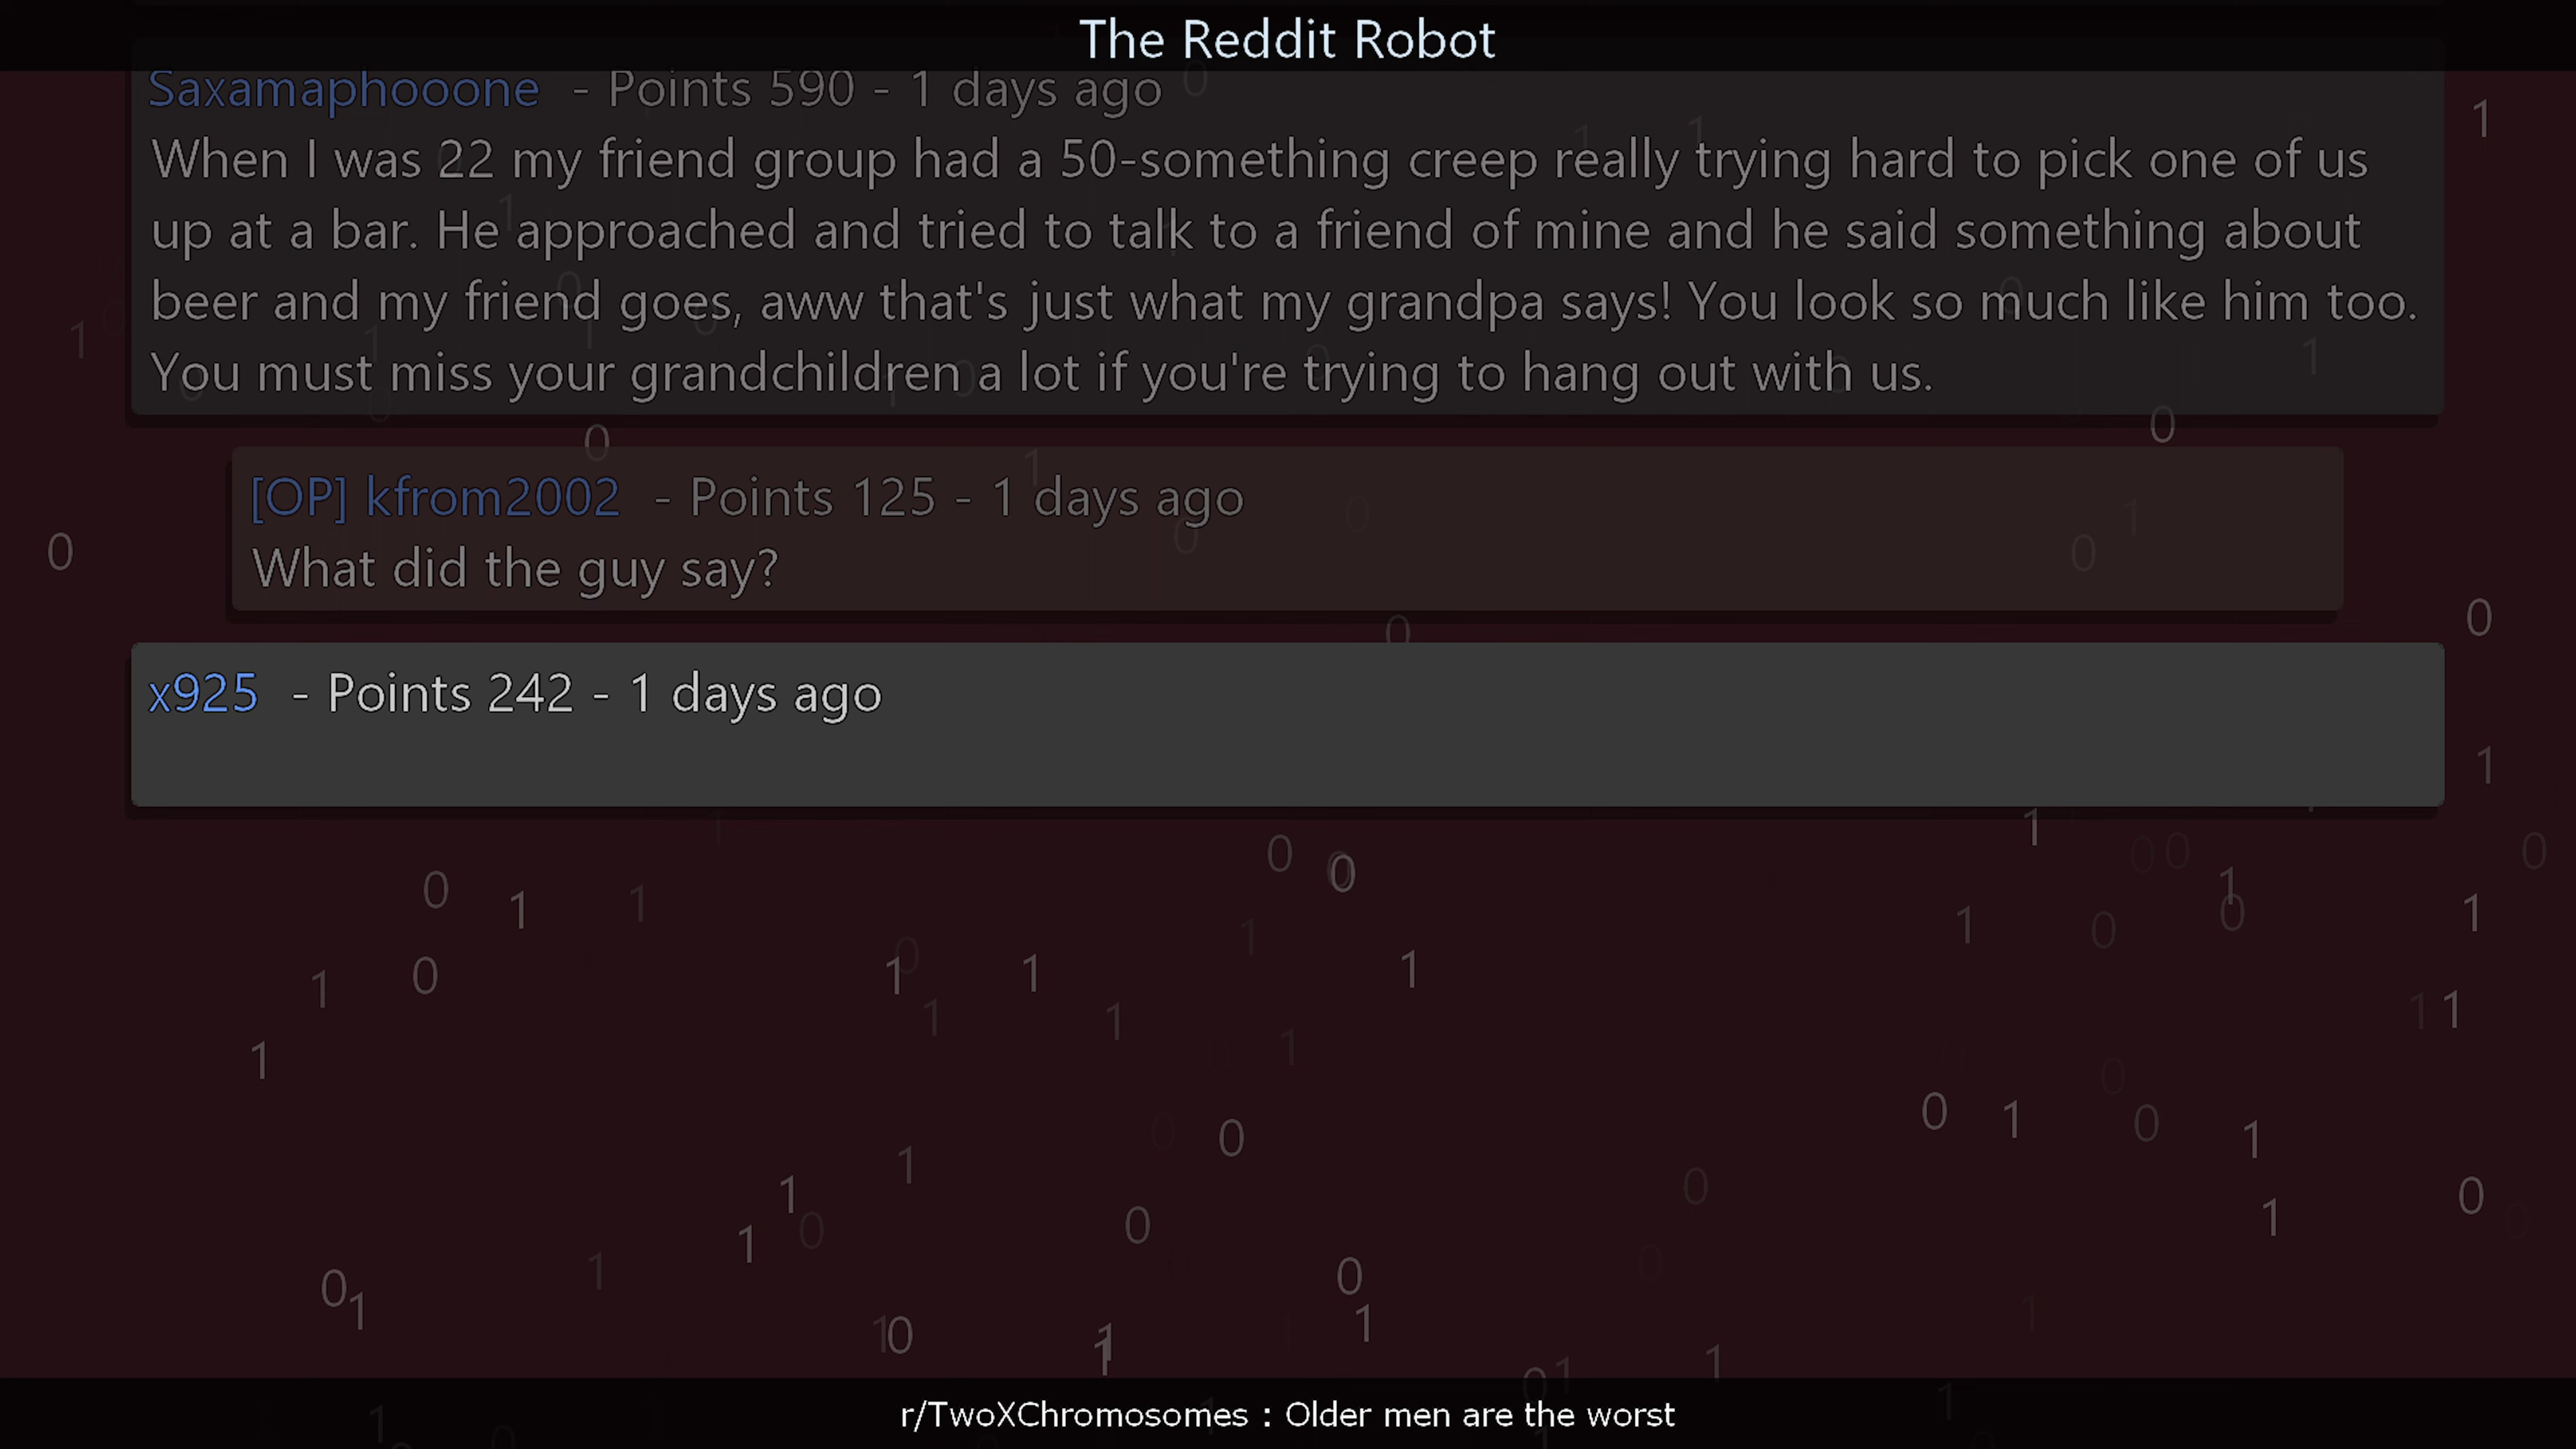 The Reddit Robot
Saxamaphooone - Points 590 - 1 days ago
When I was 22 my friend group had a 50-something creep really trying hard to pick one of us
up at a bar. He approached and tried to talk to a friend of mine and he said something about
beer and my friend goes, aww that's just what my grandpa says! You look so much like him too.
You must miss your grandchildren a lot if you're trying to hang out with us.
[OP] kfrom2002 - Points 125 - 1 days ago
What did the guy say?
x925 - Points 242 - 1 days ago
r/TwoXChromosomes : Older men are the worst